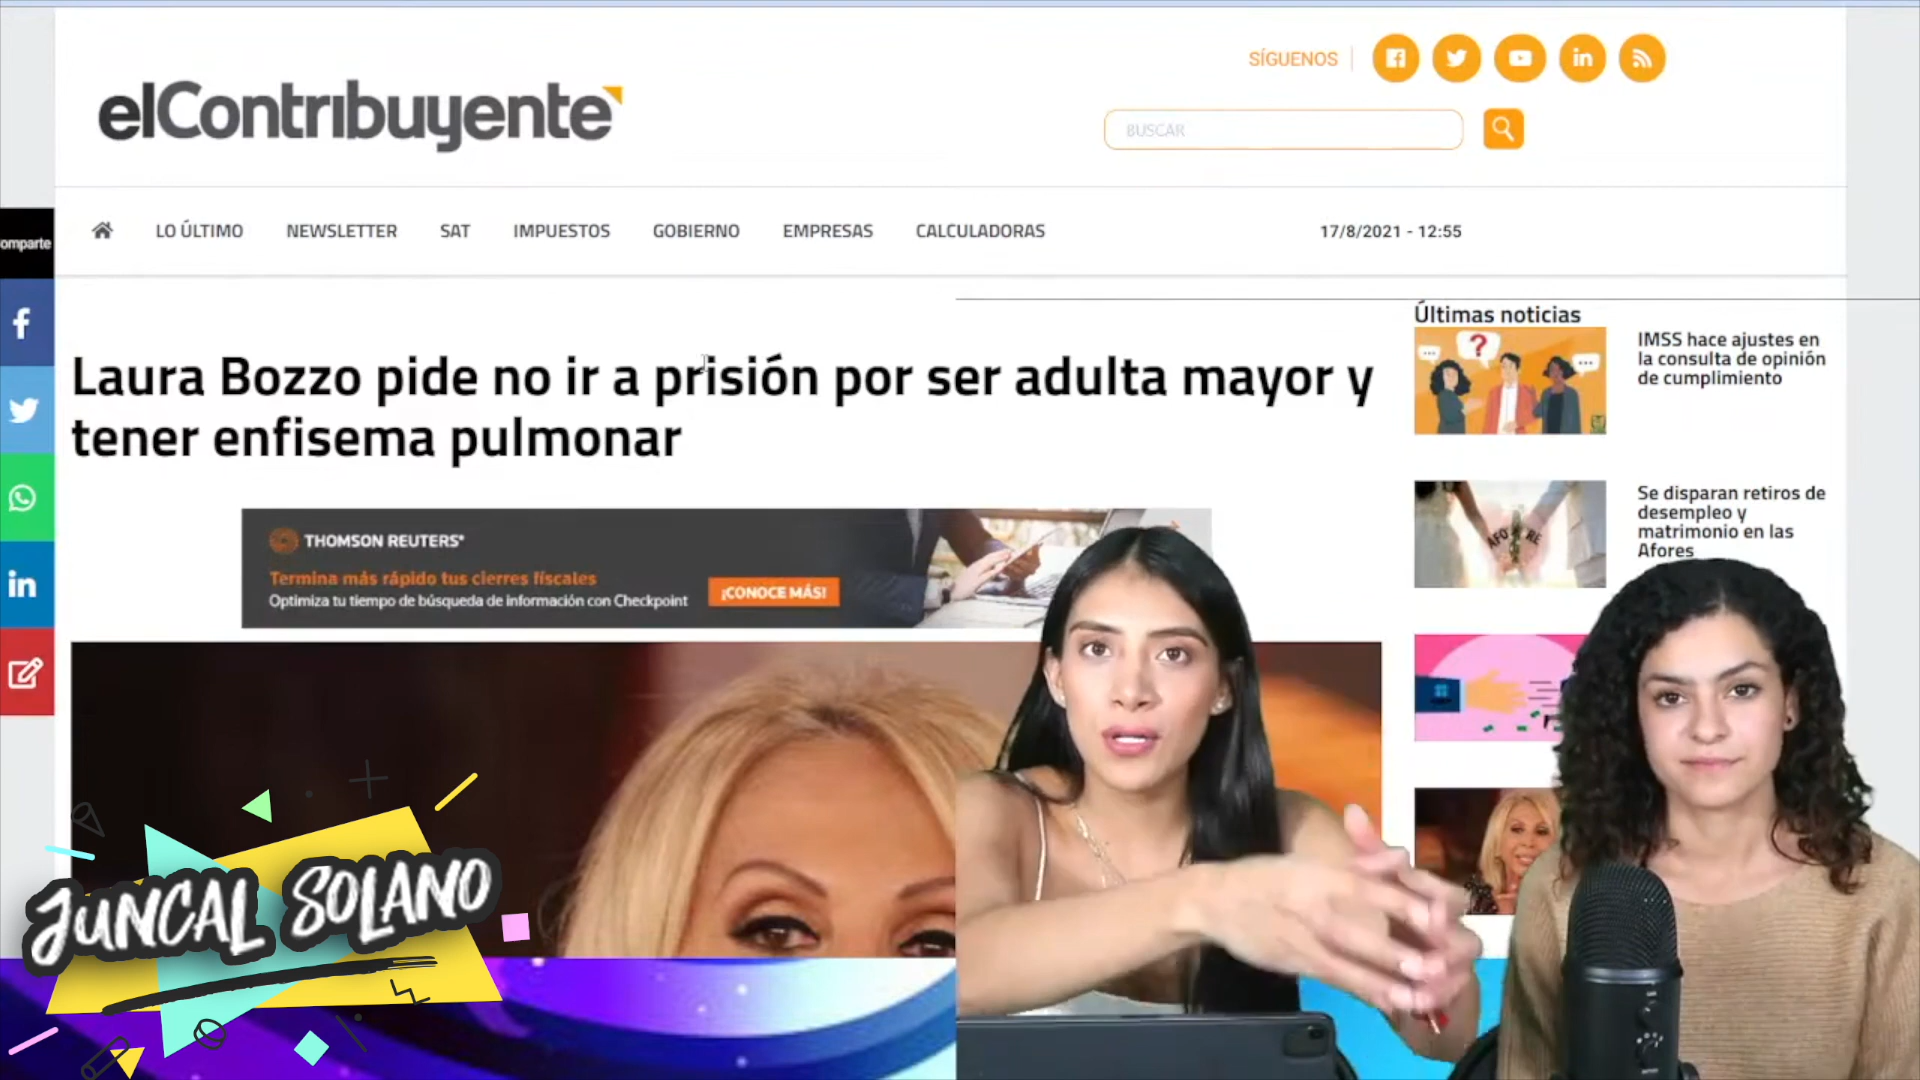 SÍGUENOS
elContribuyente
BUSCAR
LO ÚLTIMO NEWSLETTER SAT IMPUESTOS GOBIERNO EMPRESAS CALCULADORAS 17/8/2021 - 12:55
omparte
Laura Bozzo pide no ir a prisión por ser adulta mayor y
tener enfisema pulmonar
THOMSON REUTERS®
Termina más rápido tus cierres fiscales
Optimiza tu tiempo de búsqueda de información con Checkpoint
¡CONOCE MÁS!
Últimas noticias
IMSS hace ajustes en
la consulta de opinión
de cumplimiento
AFORE
Se disparan retiros de
desempleo y
matrimonio en las
Afores
JUNCAL SOLANO